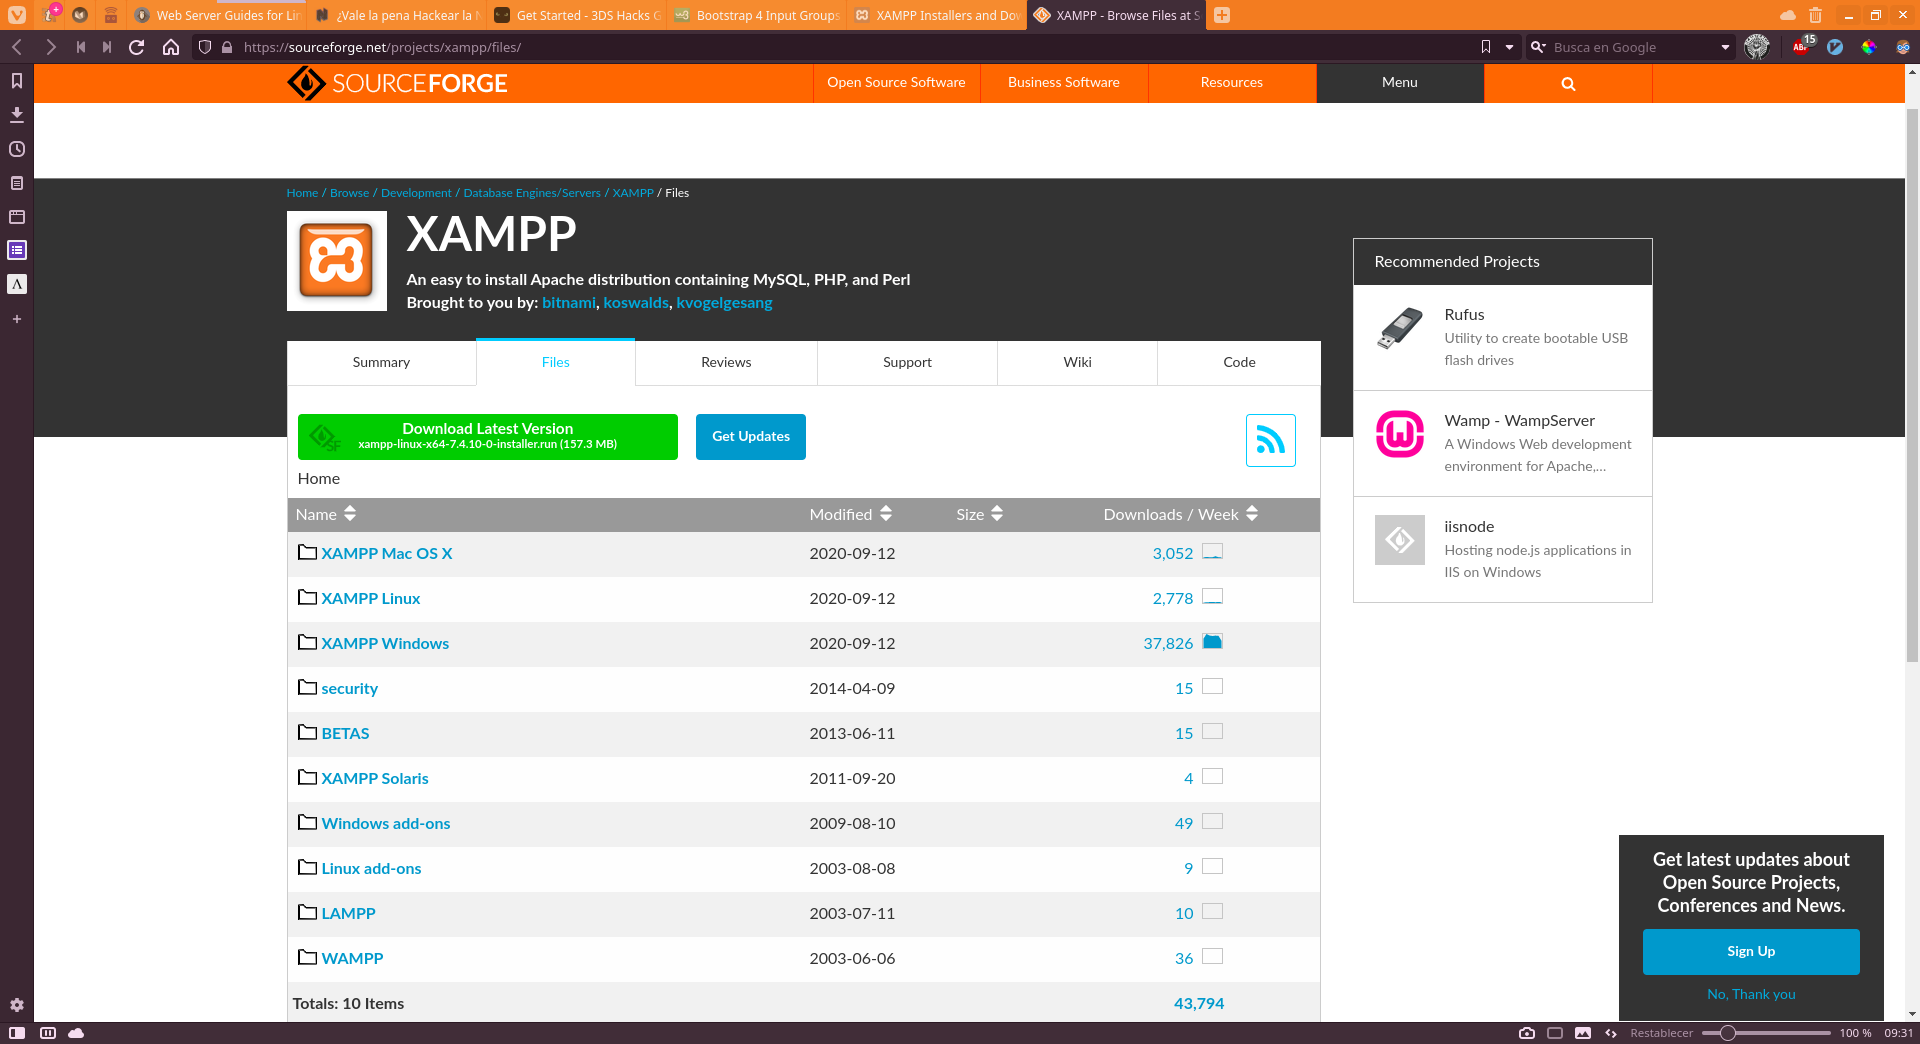 Web Server Guides for Lin
¿Vale la pena Hackear la N
Get Started - 3DS Hacks G
Bootstrap 4 Input Groups
XAMPP Installers and Dow
XAMPP - Browse Files at S
https://sourceforge.net/projects/xampp/files/
Busca en Google
ABP
15
SOURCEFORGE
Open Source Software
Business Software
Resources
Menu
Home / Browse / Development / Database Engines/Servers / XAMPP / Files
XAMPP
An easy to install Apache distribution containing MySQL, PHP, and Perl
Brought to you by: bitnami, koswalds, kvogelgesang
Summary
Files
Reviews
Support
Wiki
Code
Download Latest Version
xampp-linux-x64-7.4.10-0-installer.run (157.3 MB)
Get Updates
Home
Name Modified Size Downloads / Week
XAMPP Mac OS X 2020-09-12 3,052
XAMPP Linux 2020-09-12 2,778
XAMPP Windows 2020-09-12 37,826
security 2014-04-09 15
BETAS 2013-06-11 15
XAMPP Solaris 2011-09-20 4
Windows add-ons 2009-08-10 49
Linux add-ons 2003-08-08 9
LAMPP 2003-07-11 10
WAMPP 2003-06-06 36
Totals: 10 Items 43,794
Recommended Projects
Rufus
Utility to create bootable USB
flash drives
Wamp - WampServer
A Windows Web development
environment for Apache,...
iisnode
Hosting node.js applications in
IIS on Windows
Get latest updates about
Open Source Projects,
Conferences and News.
Sign Up
No, Thank you
Restablecer
100 %
09:31